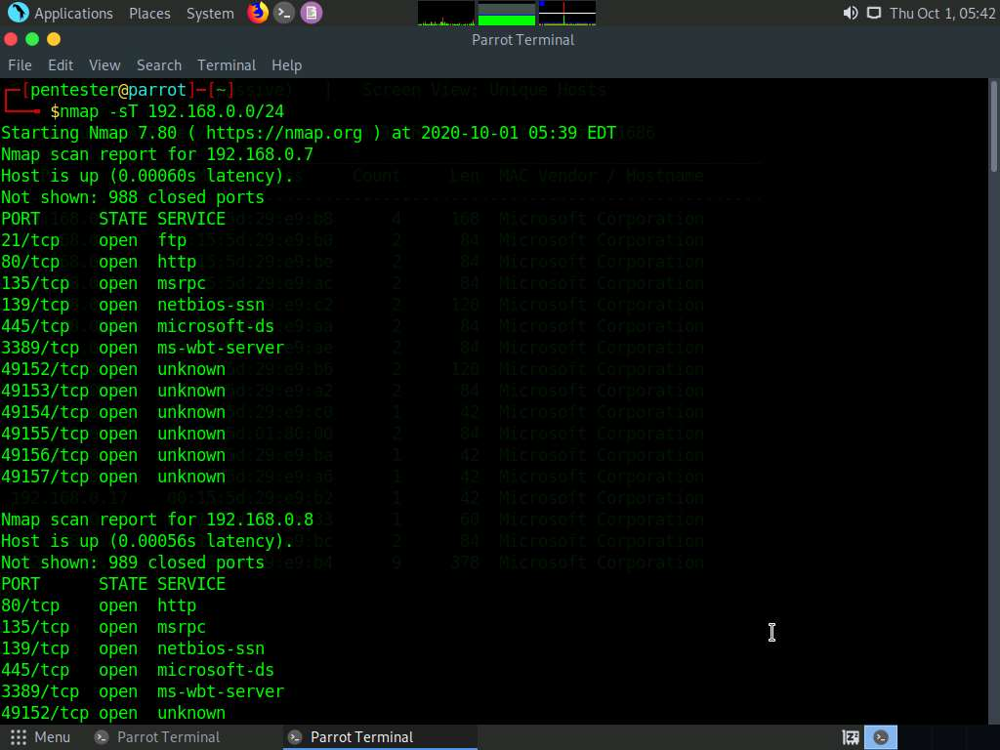 Applications Places System Thu Oct 1, 05:42
Parrot Terminal
File Edit View Search Terminal Help
┌─[pentester@parrot]─[~]
└──╼ $nmap -sT 192.168.0.0/24
Starting Nmap 7.80 ( https://nmap.org ) at 2020-10-01 05:39 EDT
Nmap scan report for 192.168.0.7
Host is up (0.00060s latency).
Not shown: 988 closed ports
PORT STATE SERVICE
21/tcp open ftp
80/tcp open http
135/tcp open msrpc
139/tcp open netbios-ssn
445/tcp open microsoft-ds
3389/tcp open ms-wbt-server
49152/tcp open unknown
49153/tcp open unknown
49154/tcp open unknown
49155/tcp open unknown
49156/tcp open unknown
49157/tcp open unknown
Nmap scan report for 192.168.0.8
Host is up (0.00056s latency).
Not shown: 989 closed ports
PORT STATE SERVICE
80/tcp open http
135/tcp open msrpc
139/tcp open netbios-ssn
445/tcp open microsoft-ds
3389/tcp open ms-wbt-server
49152/tcp open unknown
Menu Parrot Terminal Parrot Terminal